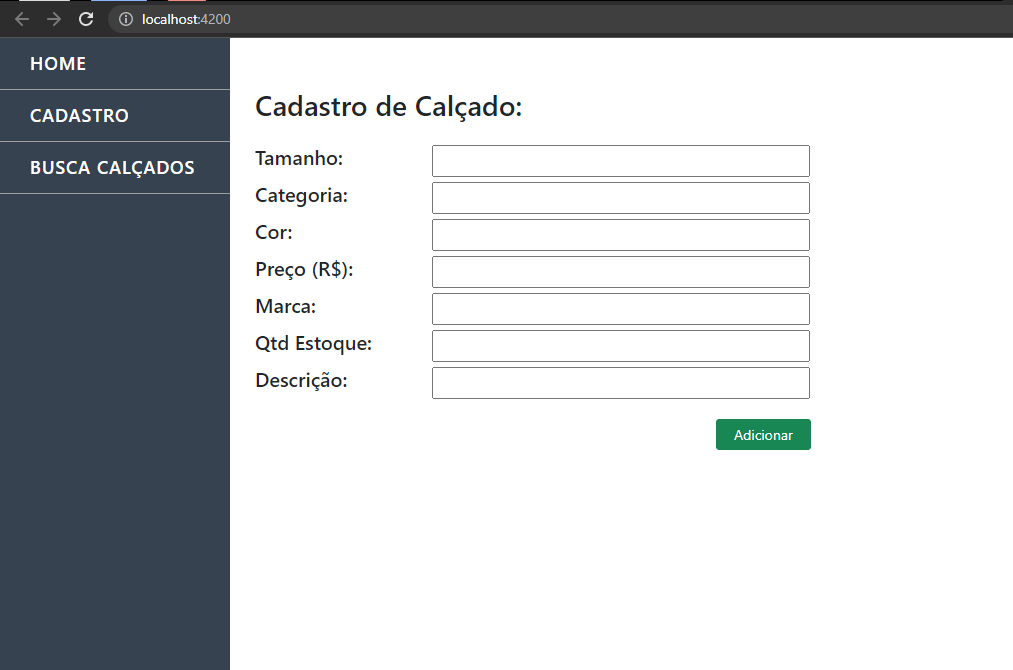 localhost:4200
HOME
CADASTRO
BUSCA CALÇADOS
Cadastro de Calçado:
Tamanho:
Categoria:
Cor:
Preço (R$):
Marca:
Qtd Estoque:
Descrição:
Adicionar